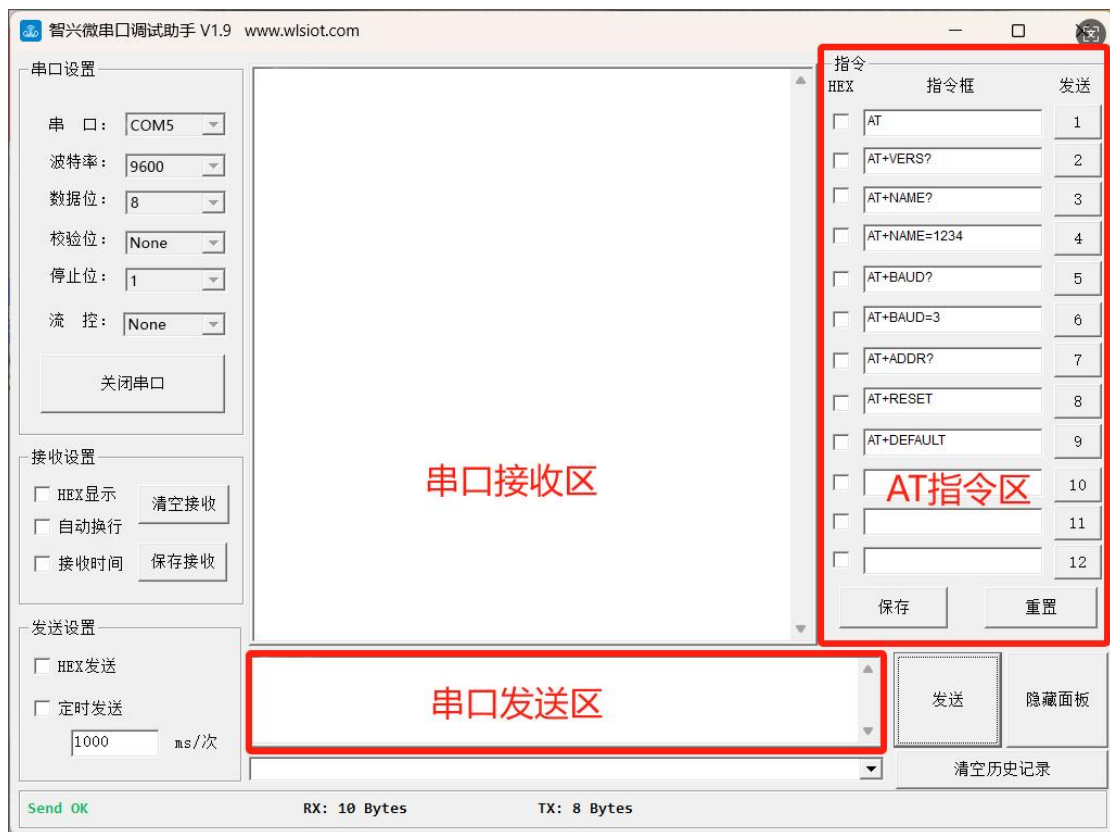 智兴微串口调试助手 V1.9 www.wlsiot.com
串口设置
串 口： COM5
波特率： 9600
数据位： 8
校验位： None
停止位： 1
流 控： None
关闭串口
接收设置
HEX显示
清空接收
自动换行
接收时间
保存接收
发送设置
HEX发送
定时发送
1000 ms/次
串口接收区
串口发送区
指令
HEX 指令框 发送
AT 1
AT+VERS? 2
AT+NAME? 3
AT+NAME=1234 4
AT+BAUD? 5
AT+BAUD=3 6
AT+ADDR? 7
AT+RESET 8
AT+DEFAULT 9
AT指令区 10
11
12
保存 重置
发送 隐藏面板
清空历史记录
Send OK RX: 10 Bytes TX: 8 Bytes